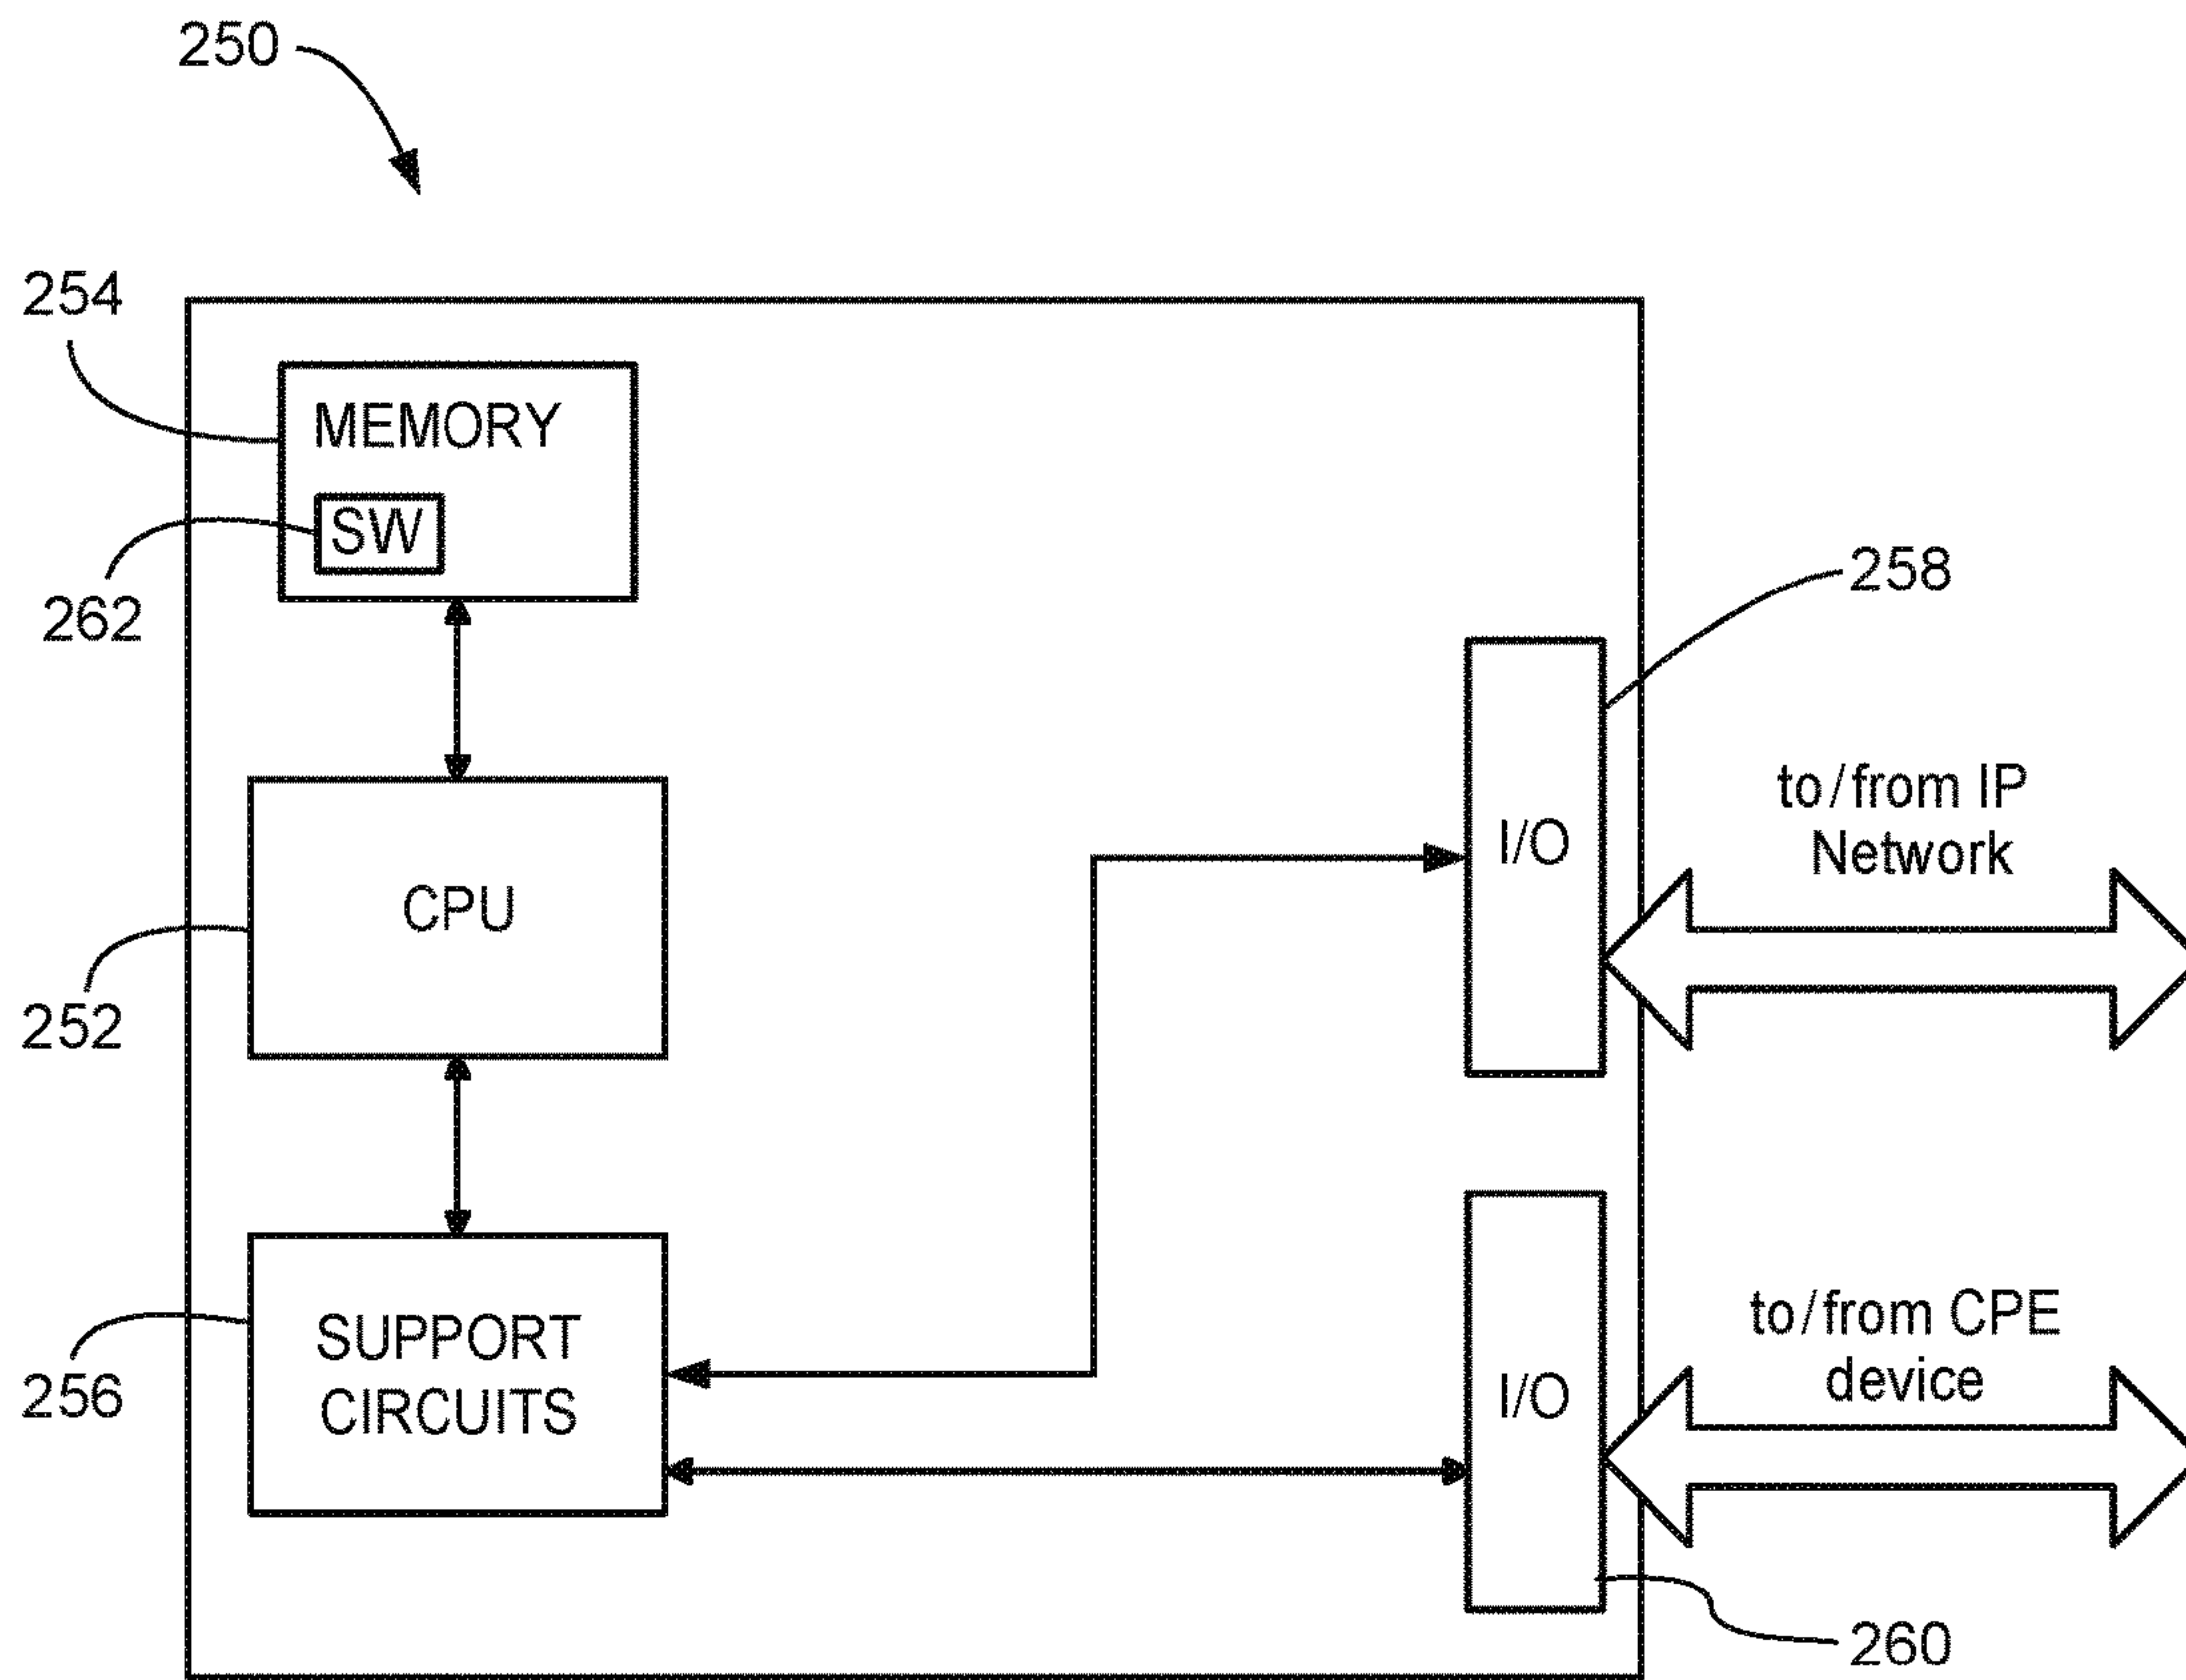 250
254
MEMORY
SW
262
258
to/from IP
Network
I/O
CPU
252
to/from CPE
device
I/O
SUPPORT
CIRCUITS
256
260